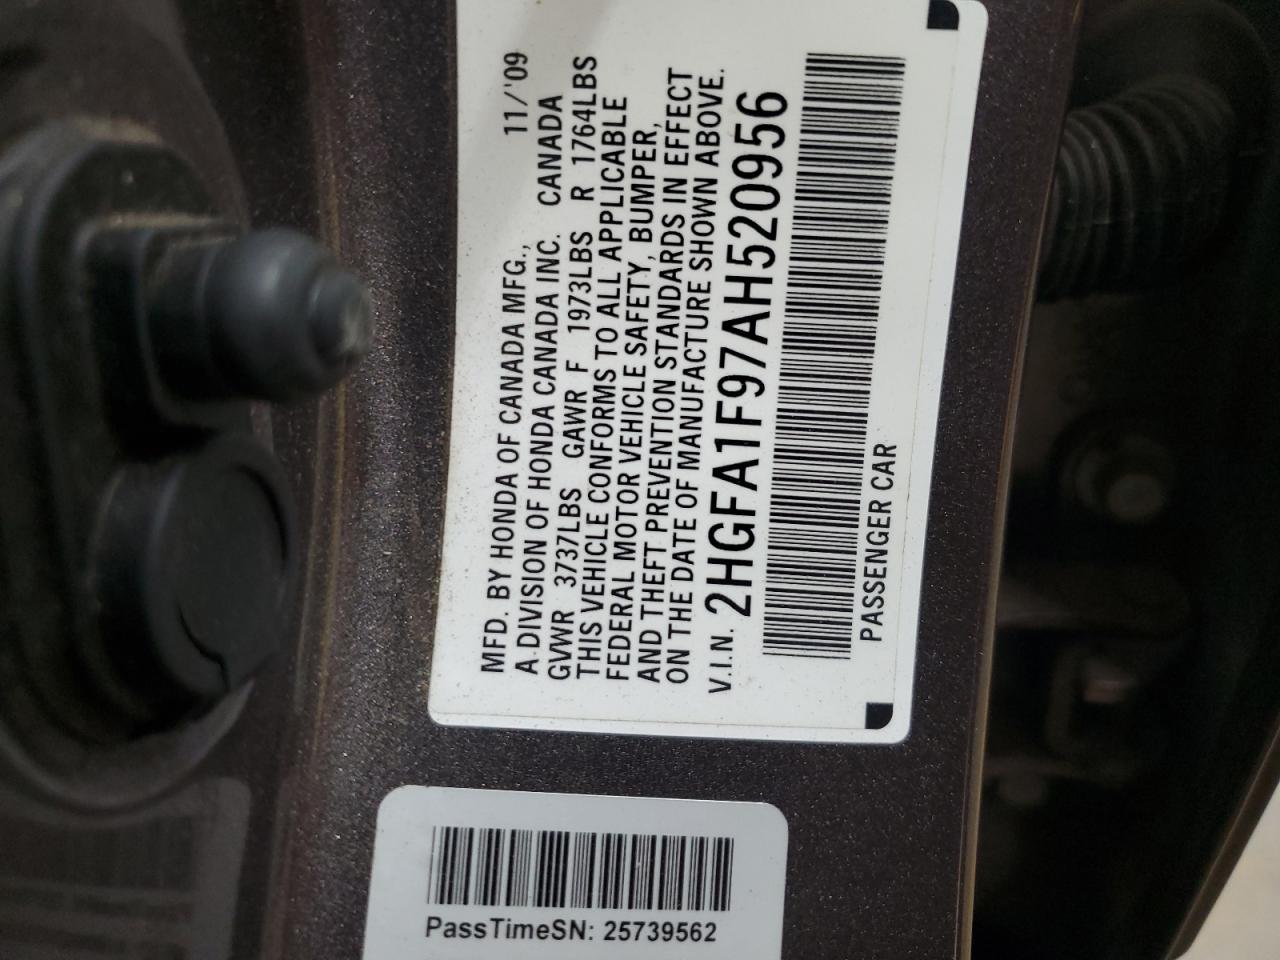 MFD. BY HONDA OF CANADA MFG., 11/'09
A DIVISION OF HONDA CANADA INC. CANADA
GVWR 3737LBS GAWR F 1973LBS R 1764LBS
THIS VEHICLE CONFORMS TO ALL APPLICABLE
FEDERAL MOTOR VEHICLE SAFETY, BUMPER,
AND THEFT PREVENTION STANDARDS IN EFFECT
ON THE DATE OF MANUFACTURE SHOWN ABOVE.
V.I.N. 2HGFA1F97AH520956
PASSENGER CAR
PassTimeSN: 25739562